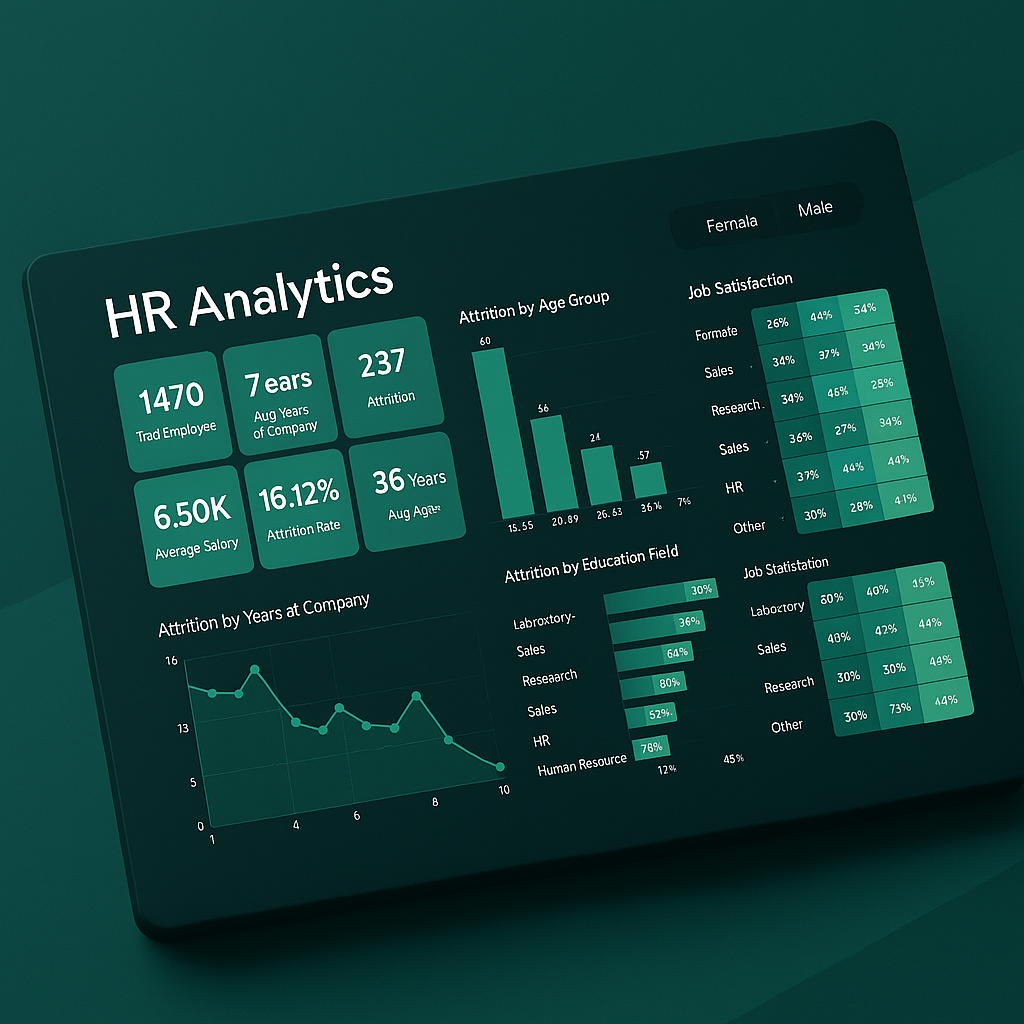 Fernala
Male
HR Analytics
1470
Trad Employee
7 ears
Aug Years
of Company
237
Attrition
6.50K
Average Salory
16.12%
Attrition Rate
36 Years
Attrition by Age Group
60
56
24
.57
15.55
20.89
26.63
7%
Job Satisfaction
Formate
26% 44% 54%
Sales
34% 37% 34%
Research.
34% 46% 25%
Sales
36% 27% 34%
HR
37% 44% 44%
Other
30% 28% 41%
Attrition by Years at Company
16
13
5
0
1
4
6
8
10
Attrition by Education Field
Labroxtory-
30%
Sales
36%
Reseaarch
64%
Sales
80%
HR
52%.
Human Resource
78%
12%
45%
Job Statistation
Laboztory
80% 40% 15%
Sales
40% 42% 44%
Research
30% 30% 44%
Other
30% 73% 44%